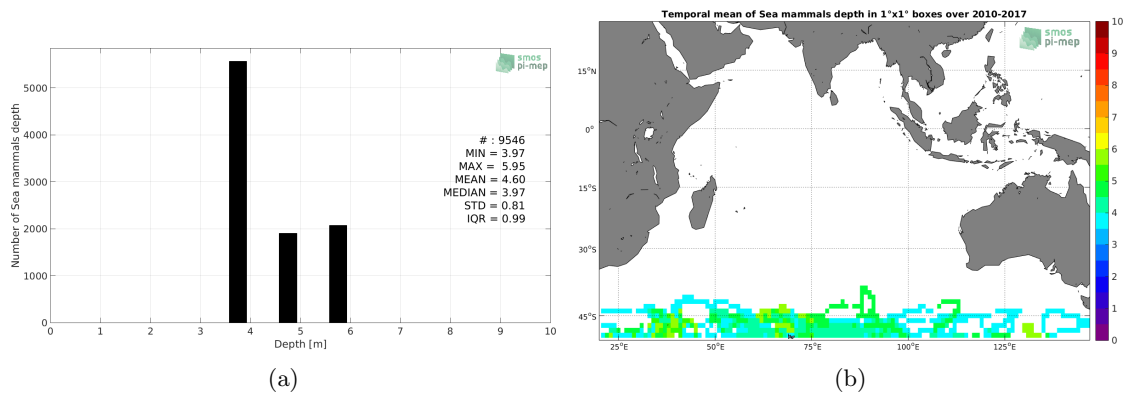 Number of Sea mammals depth
5000
4000
3000
2000
1000
0
smos
pi-mep
# : 9546
MIN = 3.97
MAX = 5.95
MEAN = 4.60
MEDIAN = 3.97
STD = 0.81
IQR = 0.99
0 1 2 3 4 5 6 7 8 9 10
Depth [m]
(a)
Temporal mean of Sea mammals depth in 1°x1° boxes over 2010-2017
smos
pi-mep
15°N
0°
15°S
30°S
45°S
25°E 50°E 75°E 100°E 125°E
10
9
8
7
6
5
4
3
2
1
0
(b)